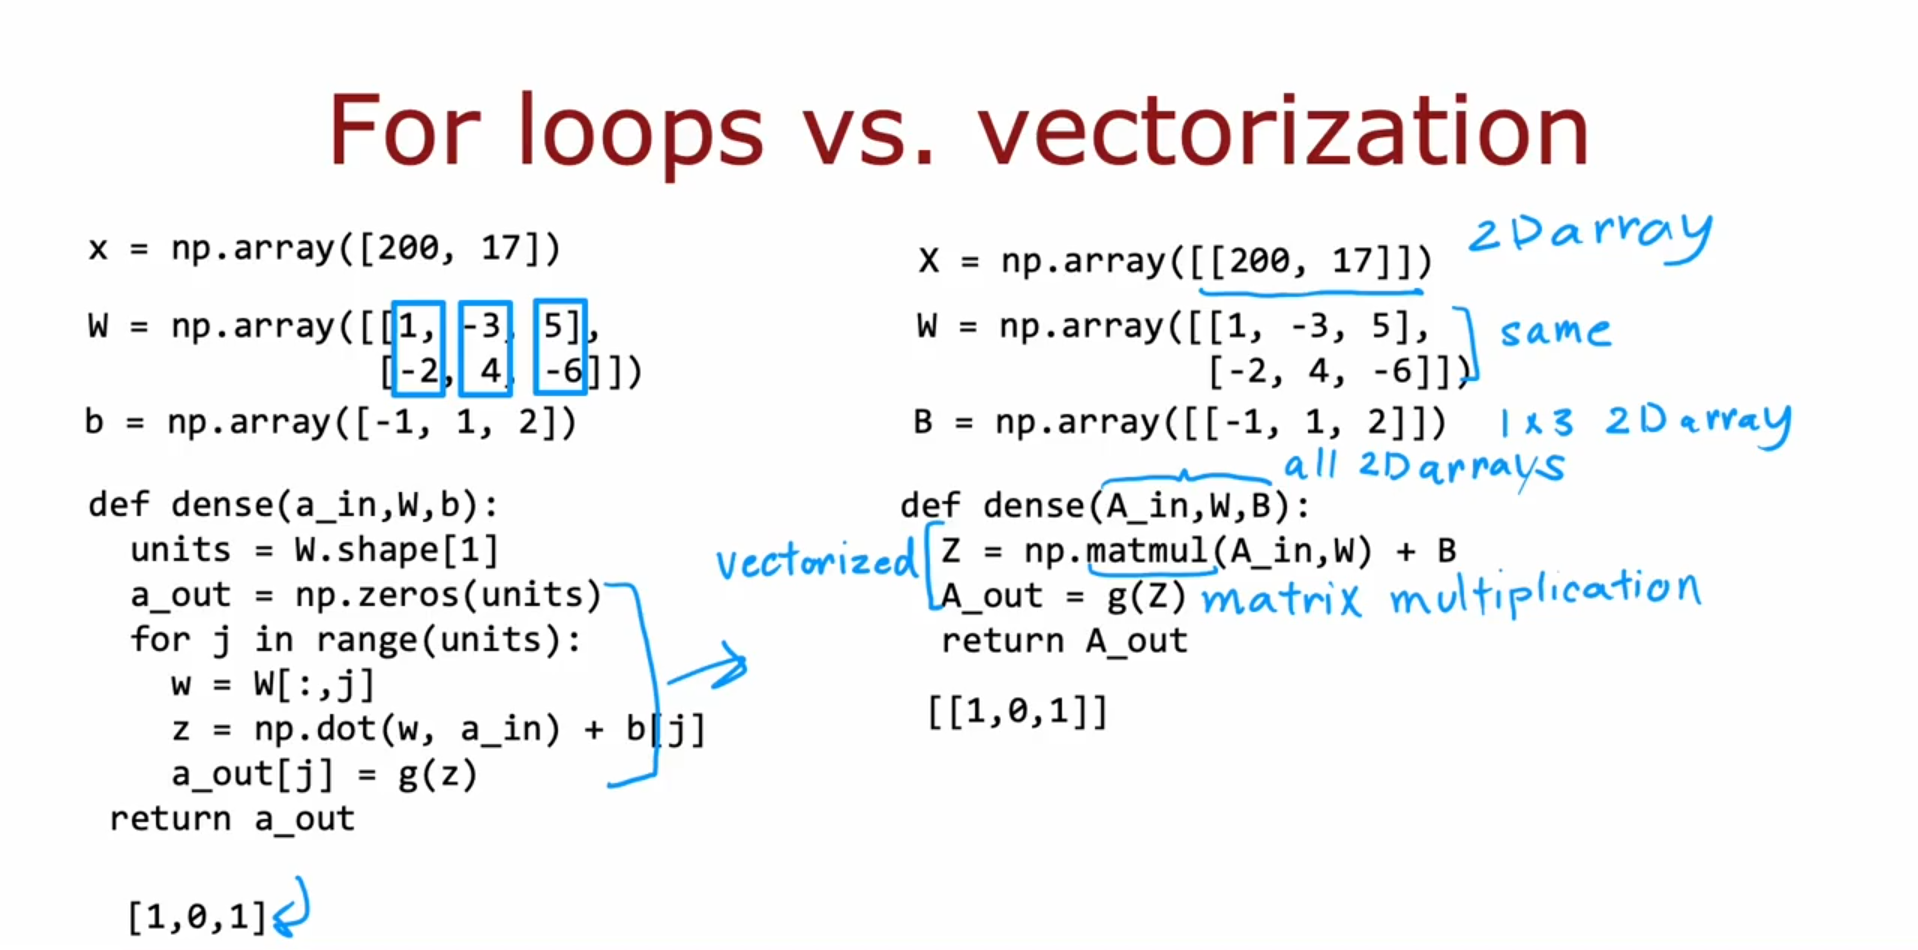 For loops vs. vectorization
x = np.array([200, 17])
W = np.array([[1, -3, 5],
[-2, 4, -6]])
b = np.array([-1, 1, 2])
def dense(a_in,W,b):
units = W.shape[1]
a_out = np.zeros(units)
for j in range(units):
w = W[:,j]
z = np.dot(w, a_in) + b[j]
a_out[j] = g(z)
return a_out
[1,0,1]
X = np.array([[200, 17]]) 2D array
W = np.array([[1, -3, 5],
[-2, 4, -6]]) same
B = np.array([[-1, 1, 2]]) 1x3 2D array
all 2D arrays
def dense(A_in,W,B):
vectorized Z = np.matmul(A_in,W) + B
A_out = g(Z) matrix multiplication
return A_out
[[1,0,1]]